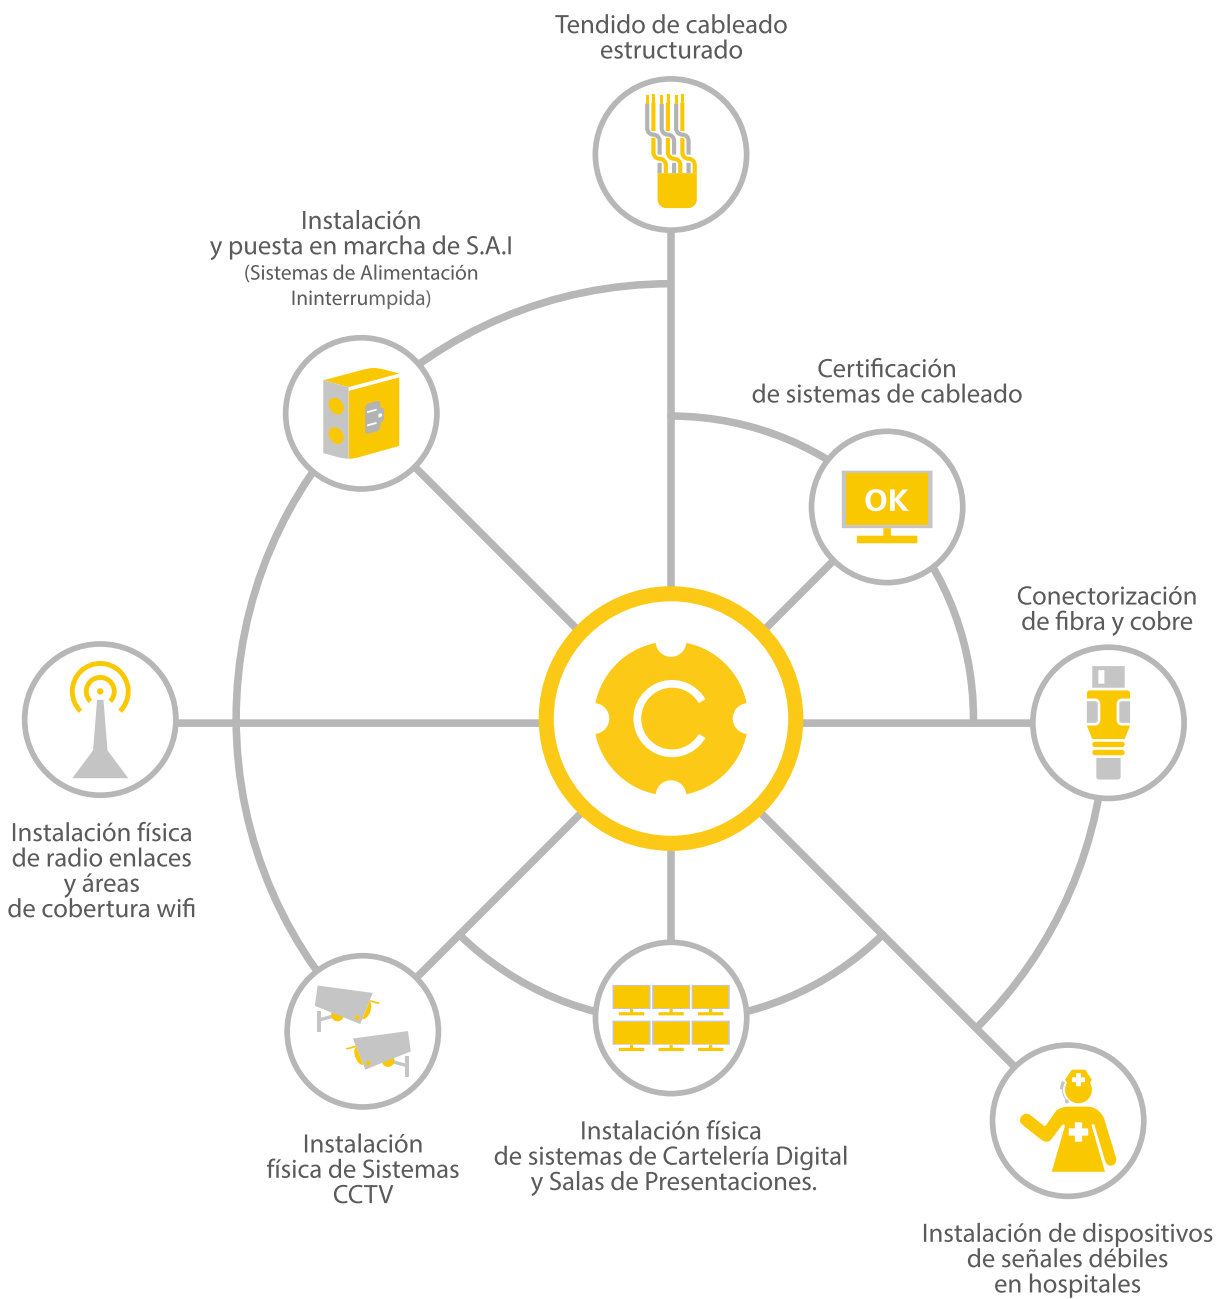 Tendido de cableado
estructurado
Instalación
y puesta en marcha de S.A.I
(Sistemas de Alimentación
Ininterrumpida)
Certificación
de sistemas de cableado
OK
Conectorización
de fibra y cobre
C
Instalación física
de radio enlaces
y áreas
de cobertura wifi
Instalación
física de Sistemas
CCTV
Instalación física
de sistemas de Cartelería Digital
y Salas de Presentaciones.
Instalación de dispositivos
de señales débiles
en hospitales